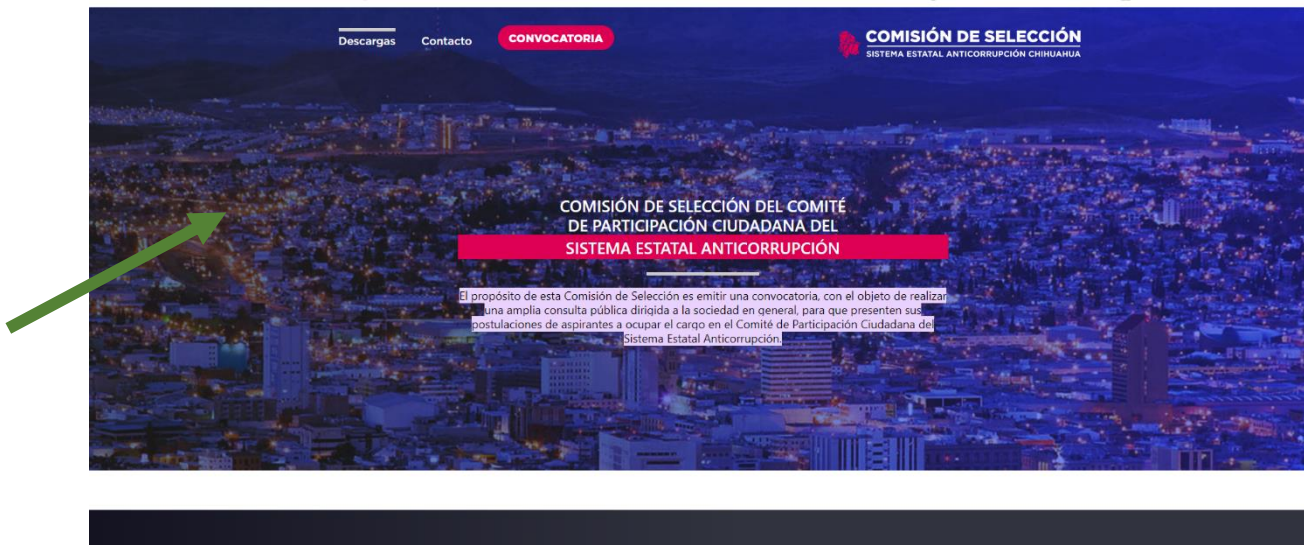 Descargas Contacto CONVOCATORIA
COMISIÓN DE SELECCIÓN
SISTEMA ESTATAL ANTICORRUPCIÓN CHIHUAHUA
COMISIÓN DE SELECCIÓN DEL COMITÉ
DE PARTICIPACIÓN CIUDADANA DEL
SISTEMA ESTATAL ANTICORRUPCIÓN
El propósito de esta Comisión de Selección es emitir una convocatoria, con el objeto de realizar
una amplia consulta pública dirigida a la sociedad en general, para que presenten sus
postulaciones de aspirantes a ocupar el cargo en el Comité de Participación Ciudadana del
Sistema Estatal Anticorrupción.